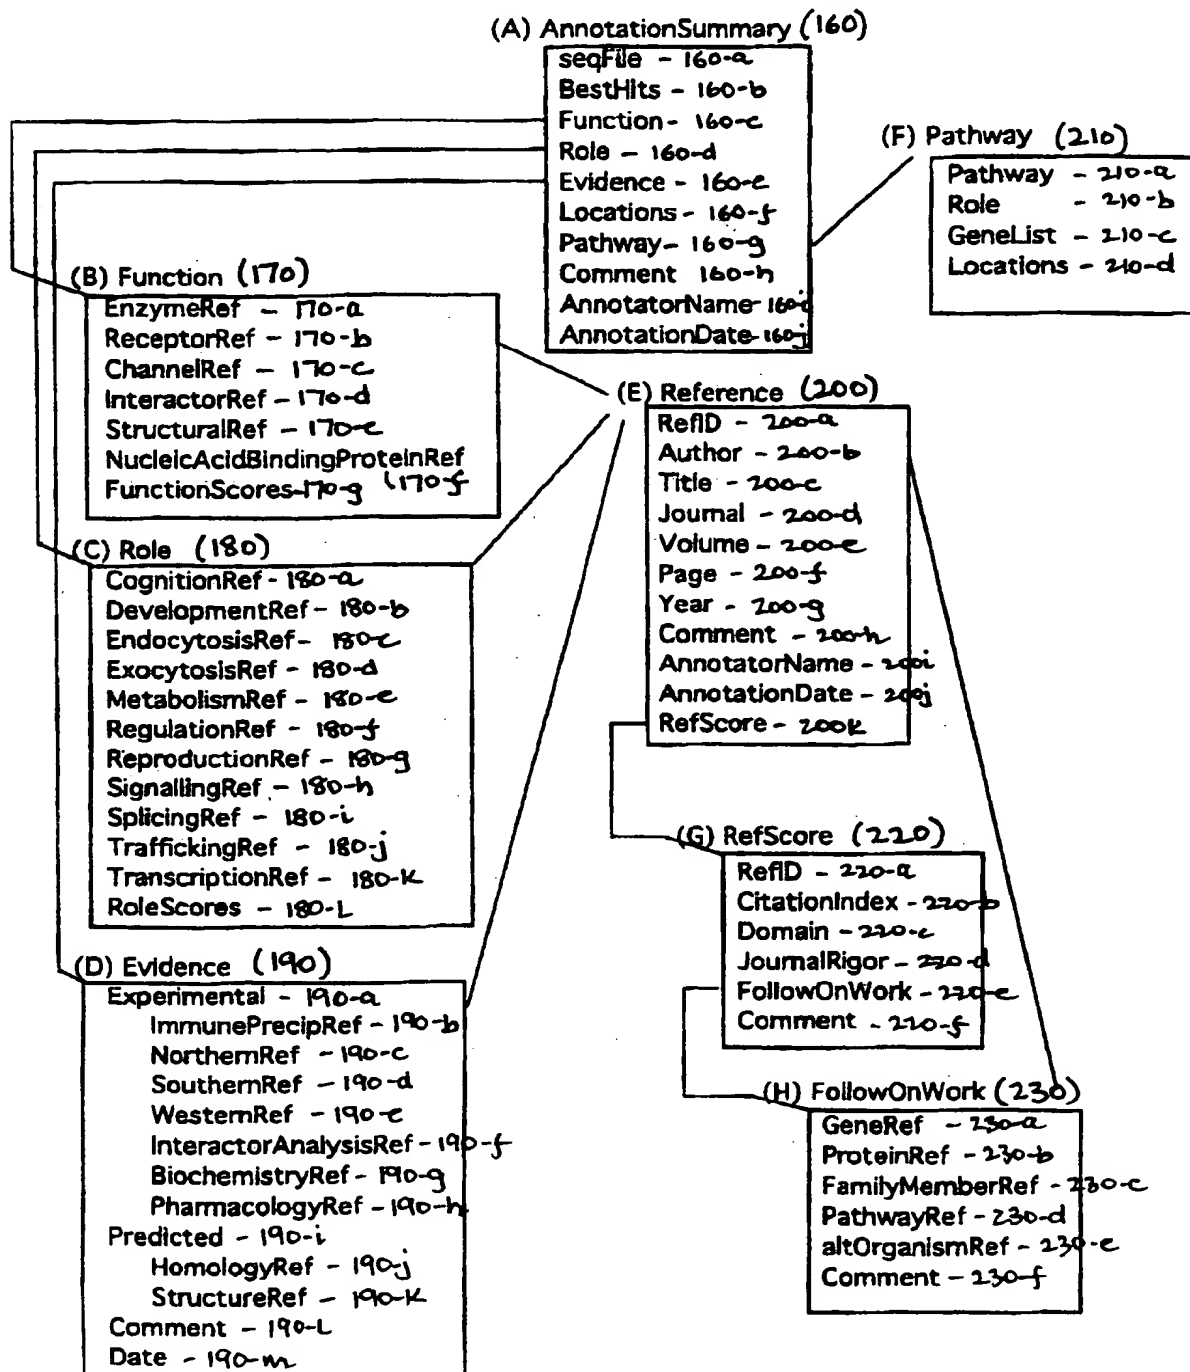 (A) AnnotationSummary (160)
seqFile - 160-a
BestHits - 160-b
Function - 160-c
Role - 160-d
Evidence - 160-e
Locations - 160-f
Pathway - 160-g
Comment 160-h
AnnotatorName - 160-i
AnnotationDate - 160-j
(F) Pathway (210)
Pathway - 210-a
Role - 210-b
GeneList - 210-c
Locations - 210-d
(B) Function (170)
EnzymeRef - 170-a
ReceptorRef - 170-b
ChannelRef - 170-c
InteractorRef - 170-d
StructuralRef - 170-e
NucleicAcidBindingProteinRef
FunctionScores - 170-g (170-f
(E) Reference (200)
RefID - 200-a
Author - 200-b
Title - 200-c
Journal - 200-d
Volume - 200-e
Page - 200-f
Year - 200-g
Comment - 200-h
AnnotatorName - 200i
AnnotationDate - 200j
RefScore - 200K
(C) Role (180)
CognitionRef - 180-a
DevelopmentRef - 180-b
EndocytosisRef - 180-c
ExocytosisRef - 180-d
MetabolismRef - 180-e
RegulationRef - 180-f
ReproductionRef - 180-g
SignallingRef - 180-h
SplicingRef - 180-i
TraffickingRef - 180-j
TranscriptionRef - 180-K
RoleScores - 180-L
(G) RefScore (220)
RefID - 220-a
CitationIndex - 220-b
Domain - 220-c
JournalRigor - 220-d
FollowOnWork - 220-e
Comment - 220-f
(D) Evidence (190)
Experimental - 190-a
ImmunePrecipRef - 190-b
NorthernRef - 190-c
SouthernRef - 190-d
WesternRef - 190-e
InteractorAnalysisRef - 190-f
BiochemistryRef - 190-g
PharmacologyRef - 190-h
Predicted - 190-i
HomologyRef - 190-j
StructureRef - 190-K
Comment - 190-L
Date - 190-m
(H) FollowOnWork (230)
GeneRef - 230-a
ProteinRef - 230-b
FamilyMemberRef - 230-c
PathwayRef - 230-d
altOrganismRef - 230-e
Comment - 230-f